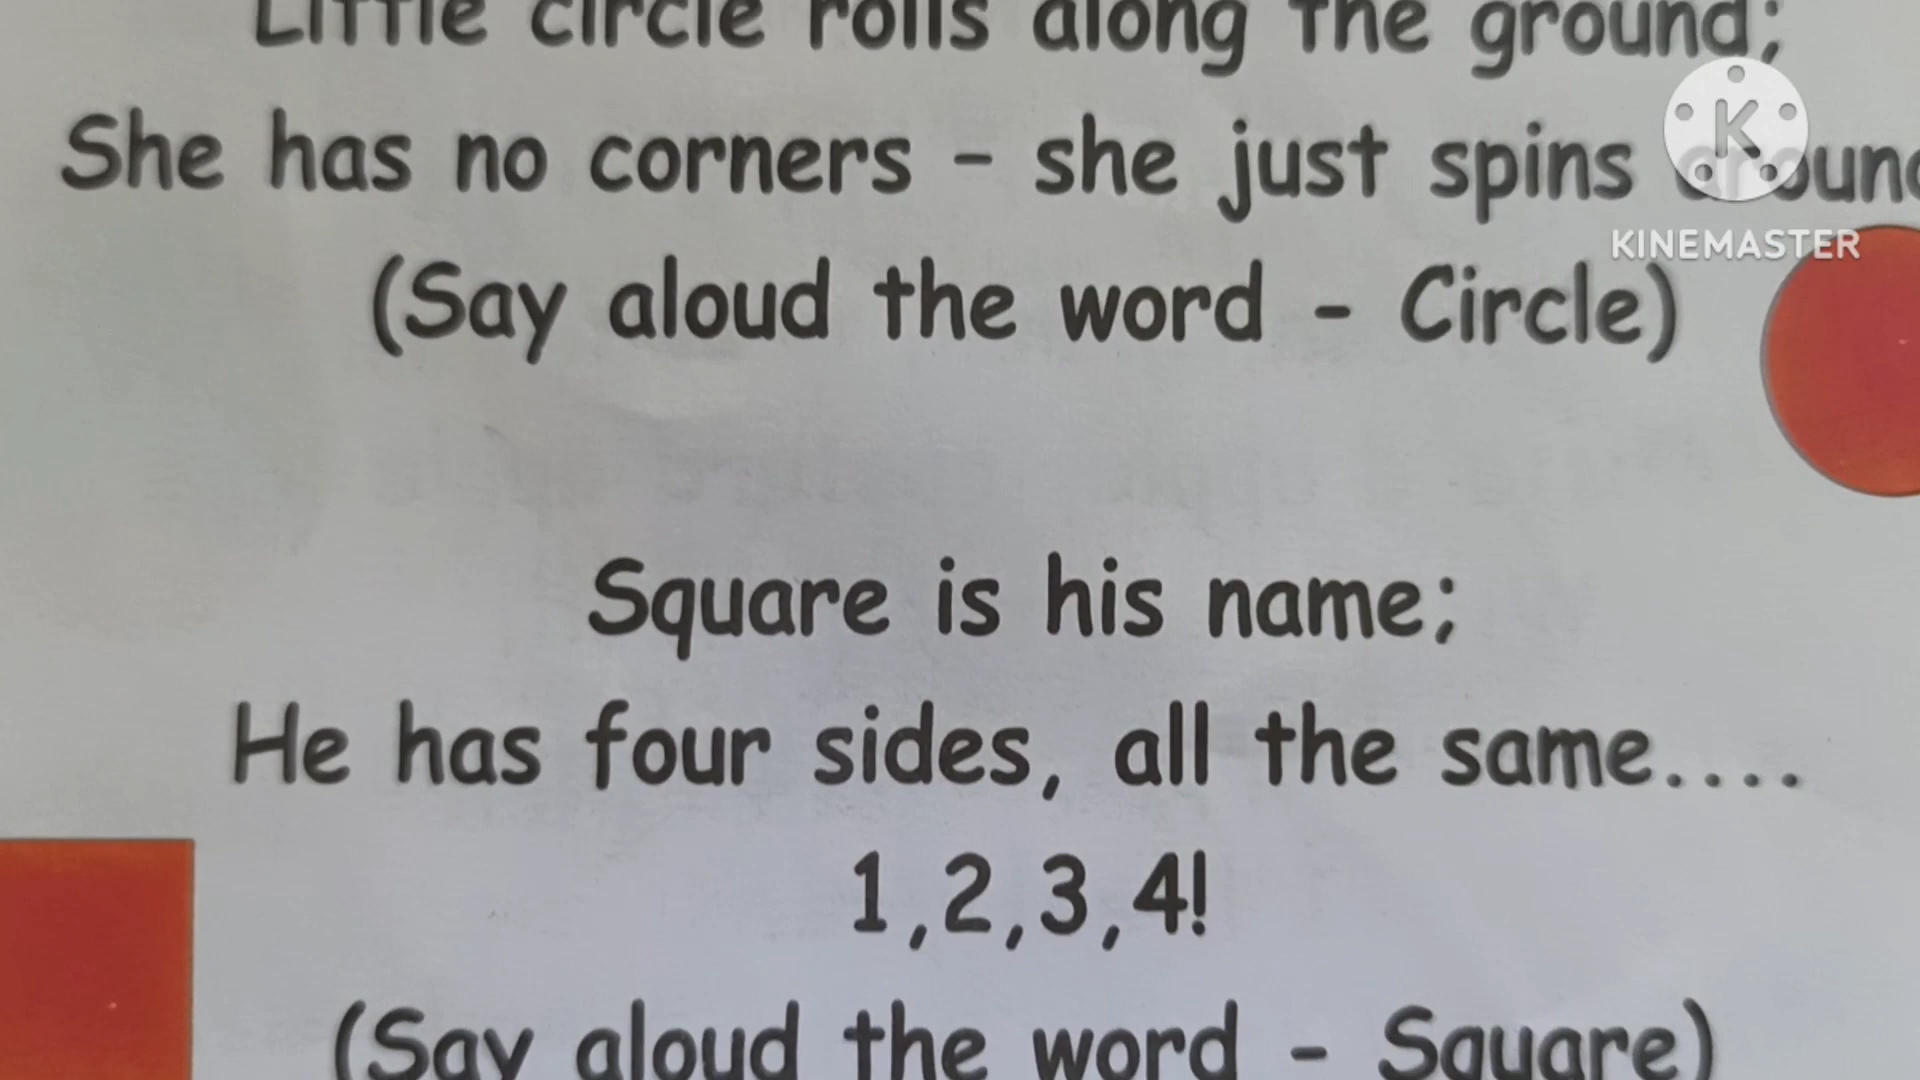 Little circle rolls along the ground;
She has no corners - she just spins around
(Say aloud the word - Circle)
Square is his name;
He has four sides, all the same....
1,2,3,4!
(Say aloud the word - Square)
K
KINEMASTER